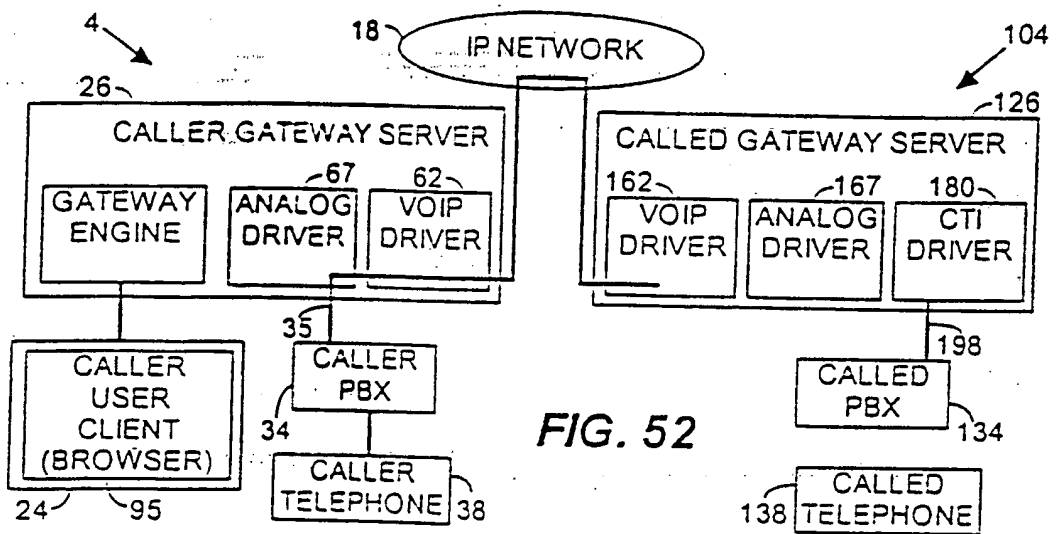 4
18
IP NETWORK
104
26
CALLER GATEWAY SERVER
GATEWAY
ENGINE
67
ANALOG
DRIVER
62
VOIP
DRIVER
126
CALLED GATEWAY SERVER
162
VOIP
DRIVER
167
ANALOG
DRIVER
180
CTI
DRIVER
35
198
CALLER
USER
CLIENT
(BROWSER)
24
95
CALLER
PBX
34
CALLER
TELEPHONE
38
FIG. 52
CALLED
PBX
134
138
CALLED
TELEPHONE